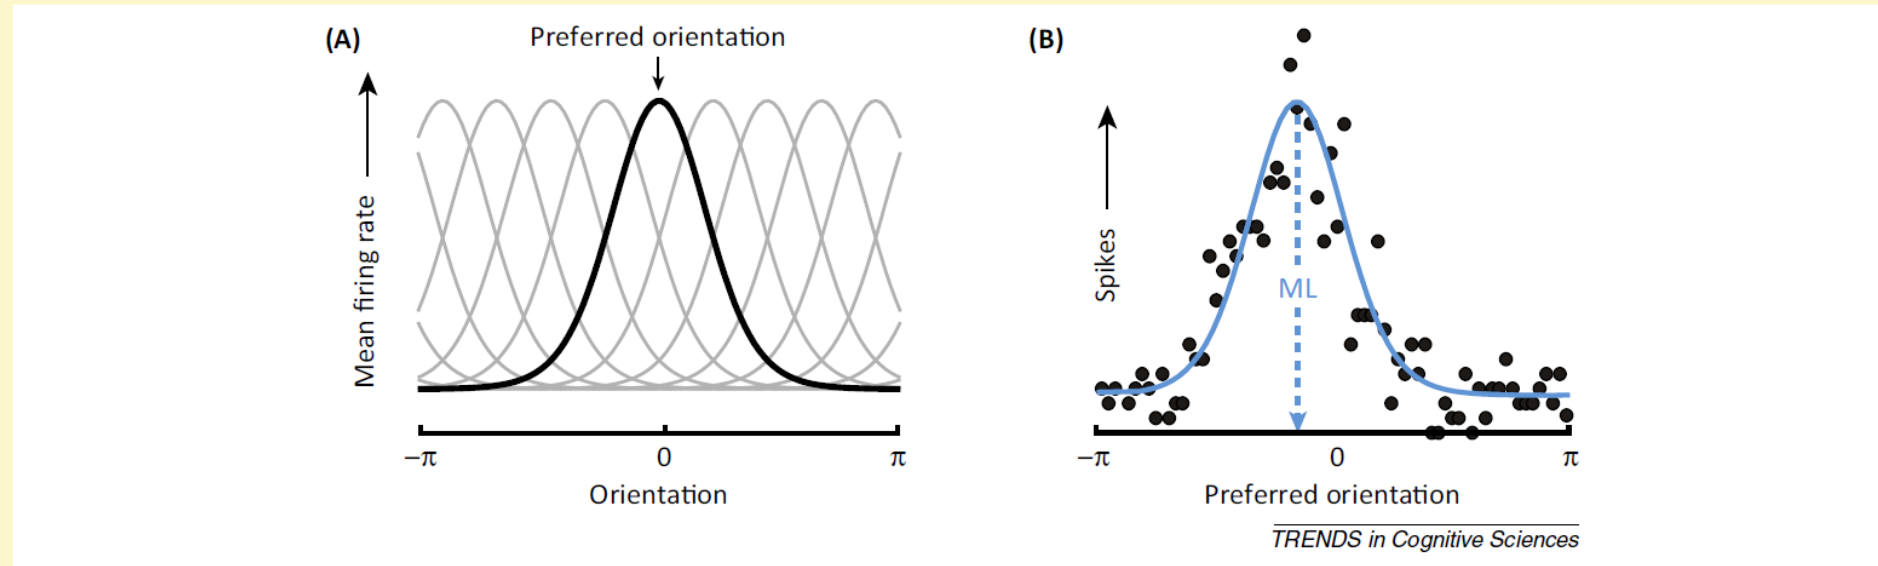 (A)
Preferred orientation
Mean firing rate
−π
0
π
Orientation
(B)
Spikes
ML
−π
0
π
Preferred orientation
TRENDS in Cognitive Sciences